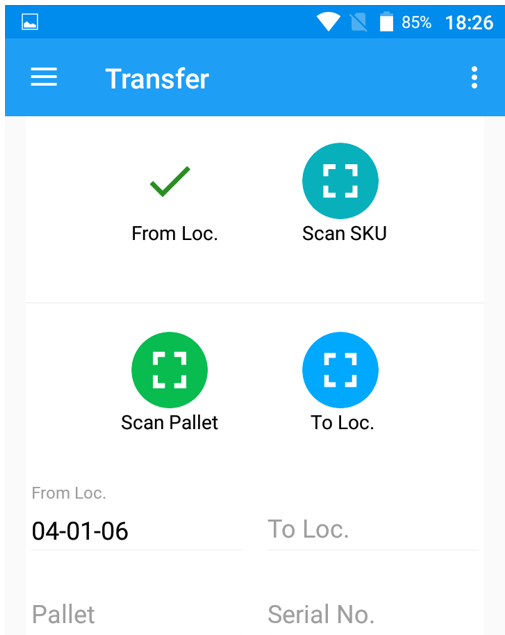 85% 18:26
Transfer
From Loc. Scan SKU
Scan Pallet To Loc.
From Loc.
04-01-06 To Loc.
Pallet Serial No.